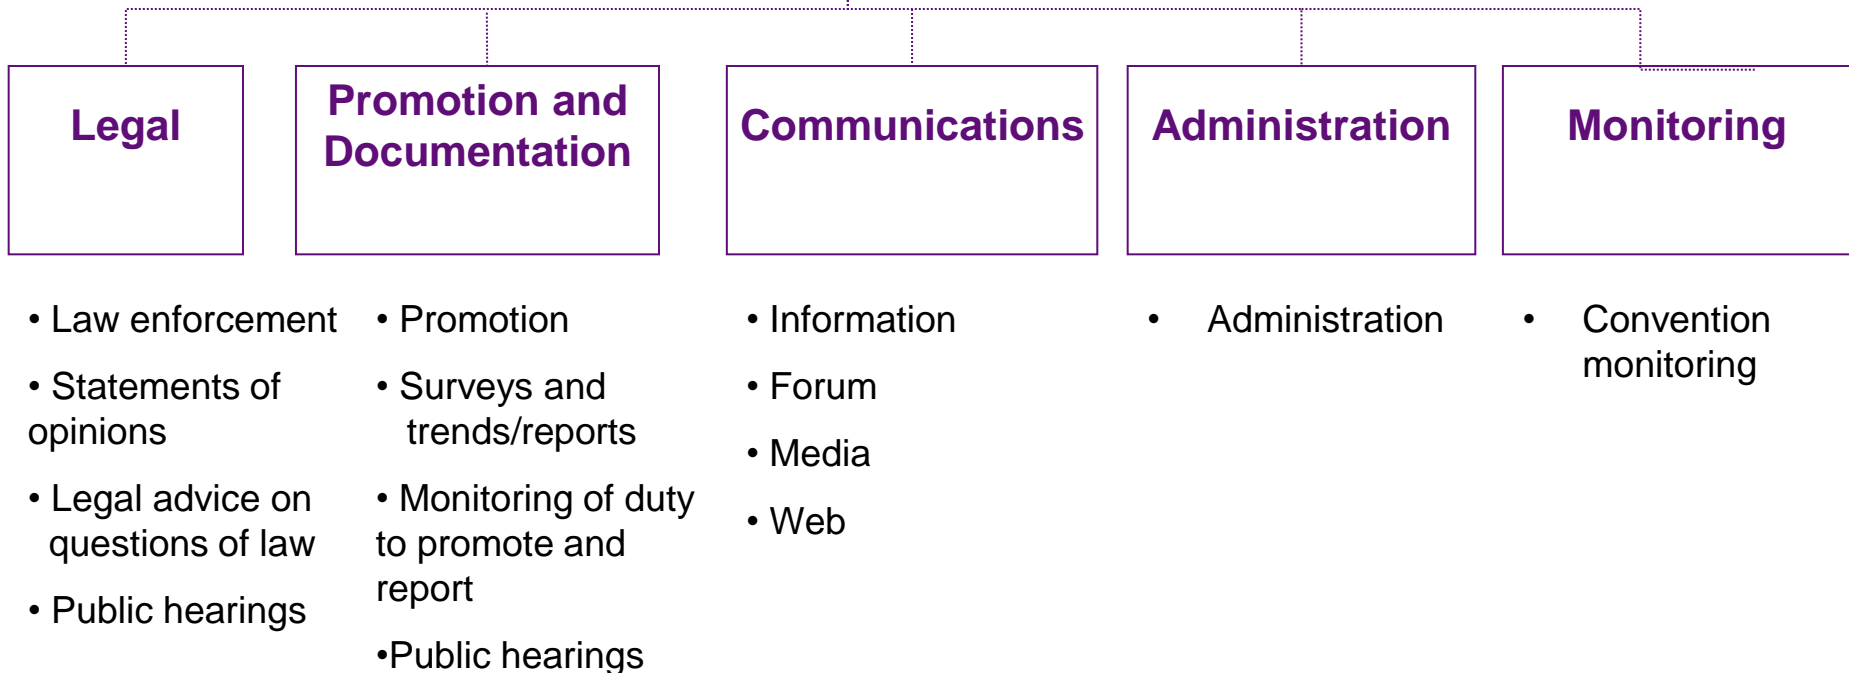 Legal
Promotion and
Documentation
Communications
Administration
Monitoring
• Law enforcement
• Statements of
opinions
• Legal advice on
questions of law
• Public hearings
• Promotion
• Surveys and
trends/reports
• Monitoring of duty
to promote and
report
•Public hearings
• Information
• Forum
• Media
• Web
• Administration
• Convention
monitoring